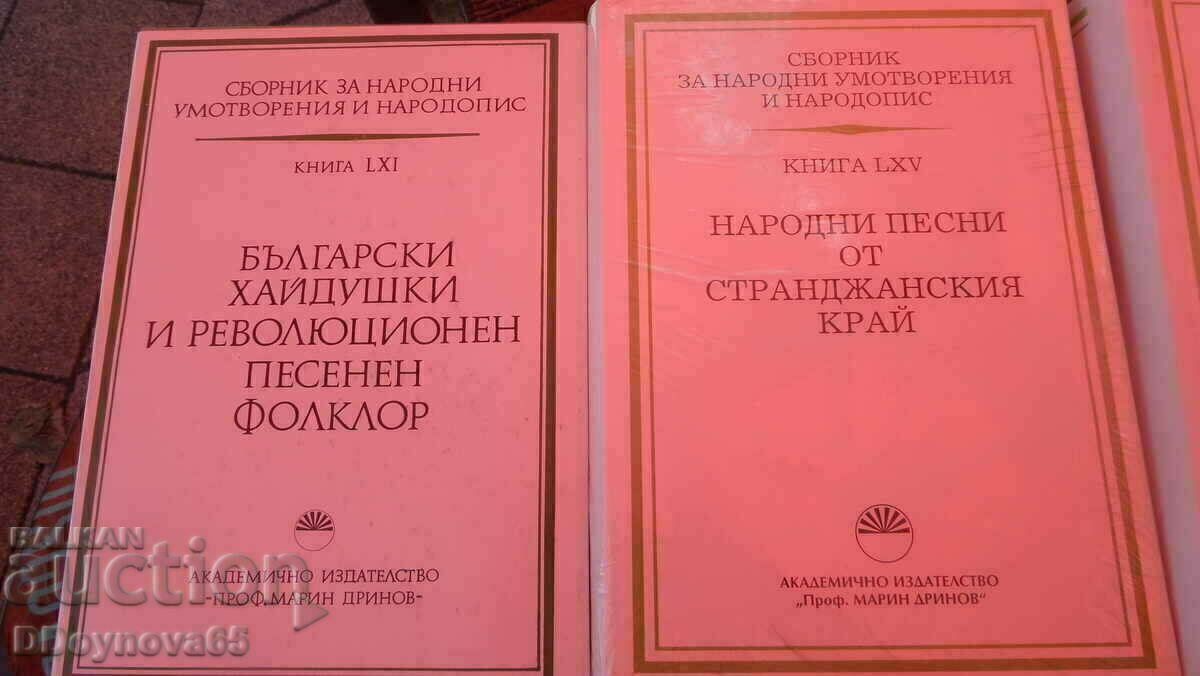 СБОРНИК ЗА НАРОДНИ
УМОТВОРЕНИЯ И НАРОДОПИС
КНИГА LXI
БЪЛГАРСКИ
ХАЙДУШКИ
И РЕВОЛЮЦИОНЕН
ПЕСЕНЕН
ФОЛКЛОР
АКАДЕМИЧНО ИЗДАТЕЛСТВО
-ПРОФ. МАРИН ДРИНОВ-
СБОРНИК
ЗА НАРОДНИ УМОТВОРЕНИЯ
И НАРОДОПИС
КНИГА LXV
НАРОДНИ ПЕСНИ
ОТ
СТРАНДЖАНСКИЯ
КРАЙ
АКАДЕМИЧНО ИЗДАТЕЛСТВО
„Проф. МАРИН ДРИНОВ“
BALKAN
auction
DDoynova65